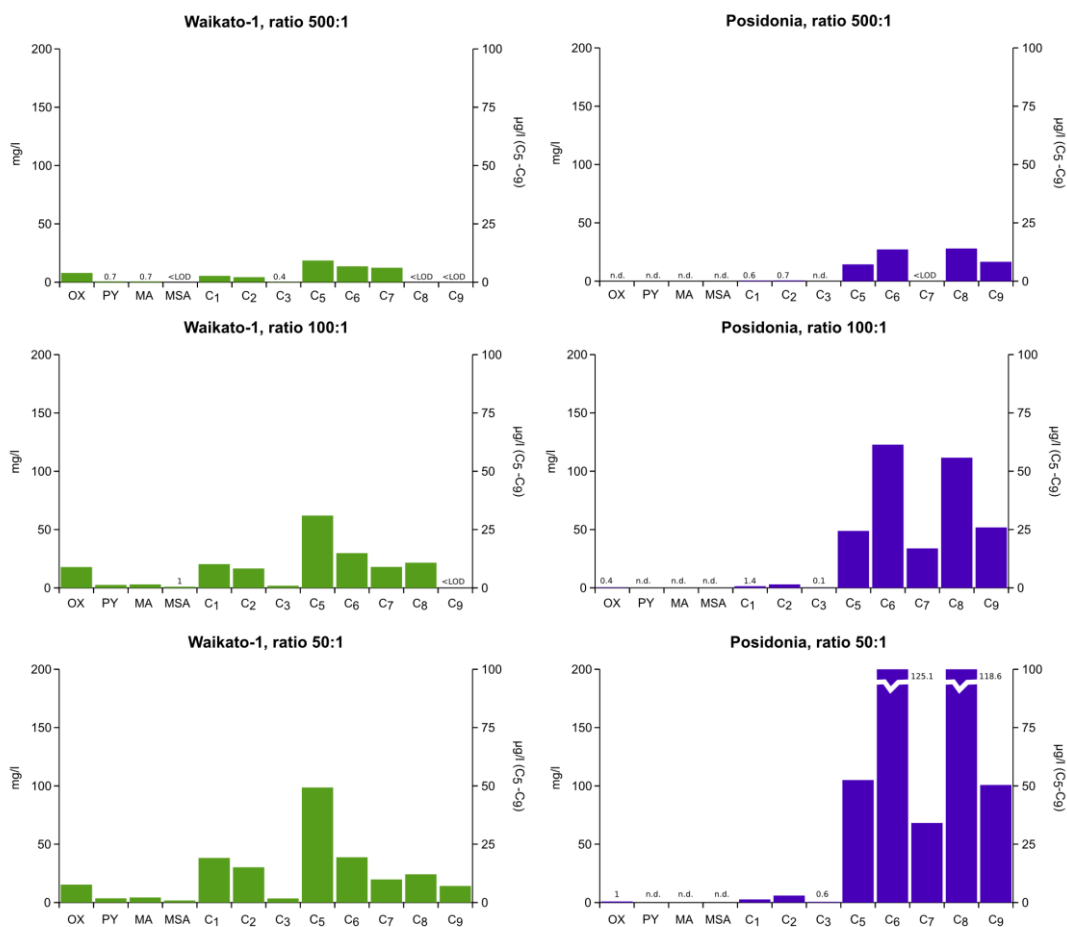 Waikato-1, ratio 500:1
200
150
100
50
0
mg/l
100
75
50
25
0
µg/l (C5 -C9)
0.7
0.7
<LOD
0.4
<LOD
<LOD
OX PY MA MSA C1 C2 C3 C5 C6 C7 C8 C9
Posidonia, ratio 500:1
200
150
100
50
0
mg/l
100
75
50
25
0
µg/l (C5 -C9)
n.d.
n.d.
n.d.
n.d.
0.6
0.7
n.d.
<LOD
OX PY MA MSA C1 C2 C3 C5 C6 C7 C8 C9
Waikato-1, ratio 100:1
200
150
100
50
0
mg/l
100
75
50
25
0
µg/l (C5 -C9)
1
<LOD
OX PY MA MSA C1 C2 C3 C5 C6 C7 C8 C9
Posidonia, ratio 100:1
200
150
100
50
0
mg/l
100
75
50
25
0
µg/l (C5 -C9)
0.4
n.d.
n.d.
n.d.
1.4
0.1
OX PY MA MSA C1 C2 C3 C5 C6 C7 C8 C9
Waikato-1, ratio 50:1
200
150
100
50
0
mg/l
100
75
50
25
0
µg/l (C5 -C9)
OX PY MA MSA C1 C2 C3 C5 C6 C7 C8 C9
Posidonia, ratio 50:1
200
150
100
50
0
mg/l
100
75
50
25
0
µg/l (C5-C9)
125.1
118.6
1
n.d.
n.d.
n.d.
0.6
OX PY MA MSA C1 C2 C3 C5 C6 C7 C8 C9